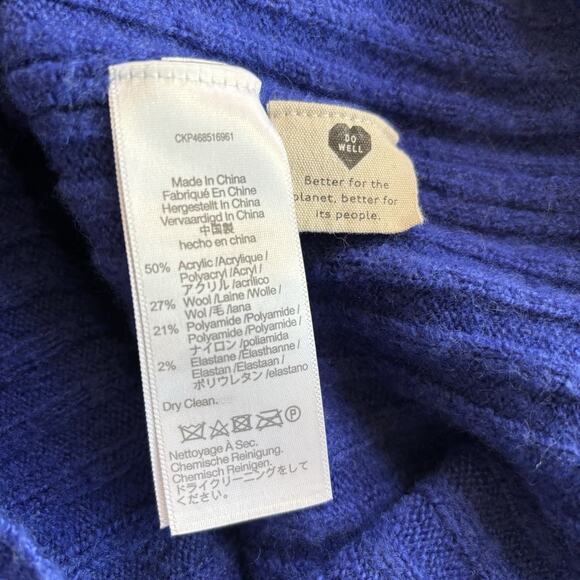 CKP468516961
Made In China
Fabriqué En Chine
Hergestellt In China
Vervaardigd In China
中国製
hecho en china
50% Acrylic /Acrylique /
Polyacryl /Acryl /
アクリル /acrílico
27% Wool /Laine /Wolle /
Wol /毛 /lana
21% Polyamide /Polyamide /
Polyamid /Polyamide /
ナイロン /poliamida
2% Elastane /Élasthanne /
Elastan /Elastaan /
ポリウレタン /elastano
Dry Clean.
P
Nettoyage À Sec.
Chemische Reinigung.
Chemisch Reinigen.
ドライクリーニングをして
ください。
DO
WELL
Better for the
planet, better for
its people.